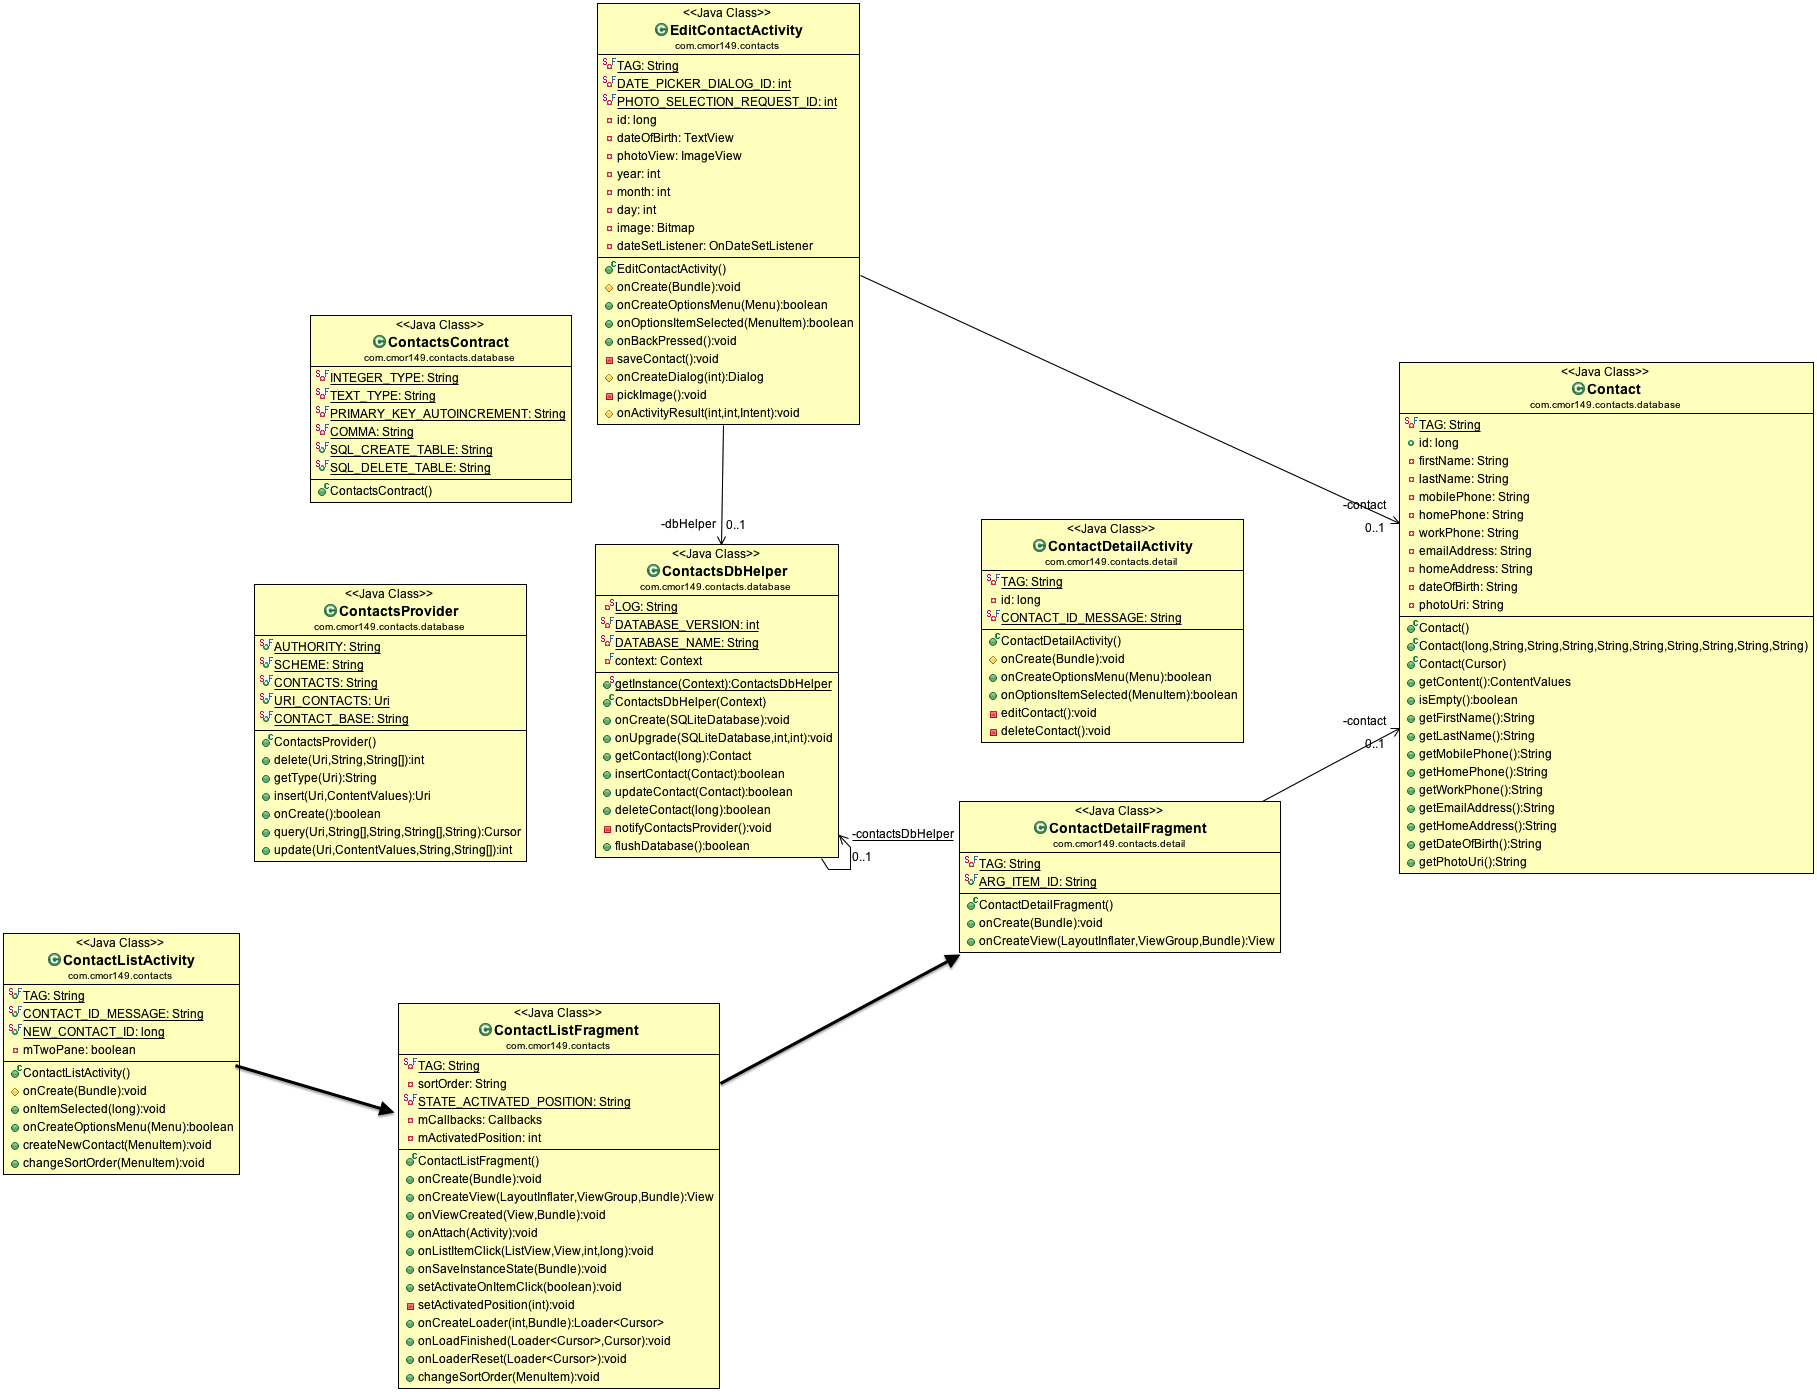 <<Java Class>>
EditContactActivity
com.cmor149.contacts
TAG: String
DATE_PICKER_DIALOG_ID: int
PHOTO_SELECTION_REQUEST_ID: int
id: long
dateOfBirth: TextView
photoView: ImageView
year: int
month: int
day: int
image: Bitmap
dateSetListener: OnDateSetListener
EditContactActivity()
onCreate(Bundle):void
onCreateOptionsMenu(Menu):boolean
onOptionsItemSelected(MenuItem):boolean
onBackPressed():void
saveContact():void
onCreateDialog(int):Dialog
pickImage():void
onActivityResult(int,int,Intent):void
<<Java Class>>
ContactsContract
com.cmor149.contacts.database
INTEGER_TYPE: String
TEXT_TYPE: String
PRIMARY_KEY_AUTOINCREMENT: String
COMMA: String
SQL_CREATE_TABLE: String
SQL_DELETE_TABLE: String
ContactsContract()
<<Java Class>>
Contact
com.cmor149.contacts.database
TAG: String
id: long
firstName: String
lastName: String
mobilePhone: String
homePhone: String
workPhone: String
emailAddress: String
homeAddress: String
dateOfBirth: String
photoUri: String
Contact()
Contact(long,String,String,String,String,String,String,String,String,String)
Contact(Cursor)
getContent():ContentValues
isEmpty():boolean
getFirstName():String
getLastName():String
getMobilePhone():String
getHomePhone():String
getWorkPhone():String
getEmailAddress():String
getHomeAddress():String
getDateOfBirth():String
getPhotoUri():String
-contact
0..1
-dbHelper
0..1
<<Java Class>>
ContactsDbHelper
com.cmor149.contacts.database
LOG: String
DATABASE_VERSION: int
DATABASE_NAME: String
context: Context
getInstance(Context):ContactsDbHelper
ContactsDbHelper(Context)
onCreate(SQLiteDatabase):void
onUpgrade(SQLiteDatabase,int,int):void
getContact(long):Contact
insertContact(Contact):boolean
updateContact(Contact):boolean
deleteContact(long):boolean
notifyContactsProvider():void
flushDatabase():boolean
-contactsDbHelper
0..1
<<Java Class>>
ContactDetailActivity
com.cmor149.contacts.detail
TAG: String
id: long
CONTACT_ID_MESSAGE: String
ContactDetailActivity()
onCreate(Bundle):void
onCreateOptionsMenu(Menu):boolean
onOptionsItemSelected(MenuItem):boolean
editContact():void
deleteContact():void
-contact
0..1
<<Java Class>>
ContactsProvider
com.cmor149.contacts.database
AUTHORITY: String
SCHEME: String
CONTACTS: String
URI_CONTACTS: Uri
CONTACT_BASE: String
ContactsProvider()
delete(Uri,String,String[]):int
getType(Uri):String
insert(Uri,ContentValues):Uri
onCreate():boolean
query(Uri,String[],String,String[],String):Cursor
update(Uri,ContentValues,String,String[]):int
<<Java Class>>
ContactDetailFragment
com.cmor149.contacts.detail
TAG: String
ARG_ITEM_ID: String
ContactDetailFragment()
onCreate(Bundle):void
onCreateView(LayoutInflater,ViewGroup,Bundle):View
<<Java Class>>
ContactListActivity
com.cmor149.contacts
TAG: String
CONTACT_ID_MESSAGE: String
NEW_CONTACT_ID: long
mTwoPane: boolean
ContactListActivity()
onCreate(Bundle):void
onItemSelected(long):void
onCreateOptionsMenu(Menu):boolean
createNewContact(MenuItem):void
changeSortOrder(MenuItem):void
<<Java Class>>
ContactListFragment
com.cmor149.contacts
TAG: String
sortOrder: String
STATE_ACTIVATED_POSITION: String
mCallbacks: Callbacks
mActivatedPosition: int
ContactListFragment()
onCreate(Bundle):void
onCreateView(LayoutInflater,ViewGroup,Bundle):View
onViewCreated(View,Bundle):void
onAttach(Activity):void
onListItemClick(ListView,View,int,long):void
onSaveInstanceState(Bundle):void
setActivateOnItemClick(boolean):void
setActivatedPosition(int):void
onCreateLoader(int,Bundle):Loader<Cursor>
onLoadFinished(Loader<Cursor>,Cursor):void
onLoaderReset(Loader<Cursor>):void
changeSortOrder(MenuItem):void